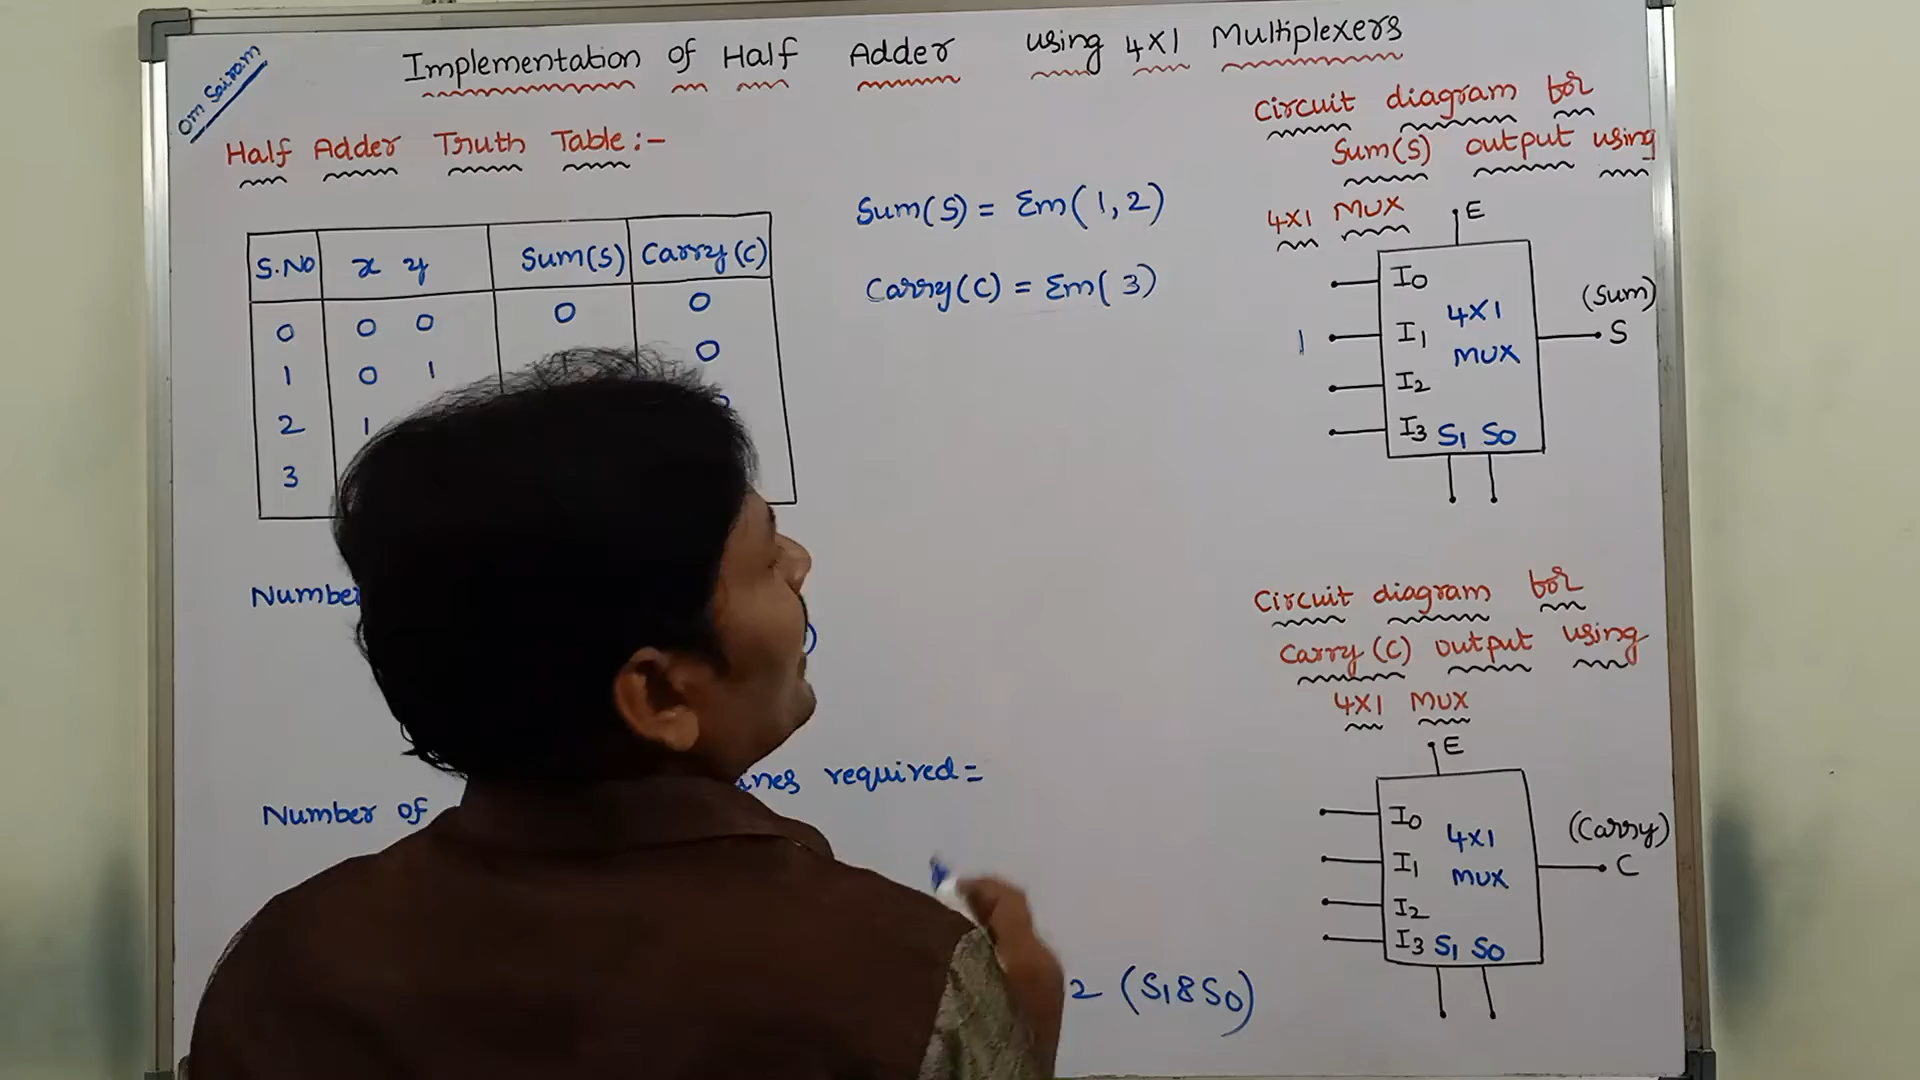 Om Sairam
Implementation of Half Adder using 4X1 Multiplexers
Half Adder Truth Table:-
S.NO x y Sum(S) Carry(C)
0 0 0 0 0
1 0 1 0
2 1
3
Number
Number of
lines required =
2 (S1 & S0)
Sum(S) = Σm(1,2)
Carry(C) = Σm(3)
Circuit diagram for
Sum(S) output using
4X1 MUX
E
I0
1 I1
I2
I3 S1 S0
4X1
MUX
(Sum)
S
Circuit diagram for
Carry(C) output using
4X1 MUX
E
I0
I1
I2
I3 S1 S0
4X1
MUX
(Carry)
C